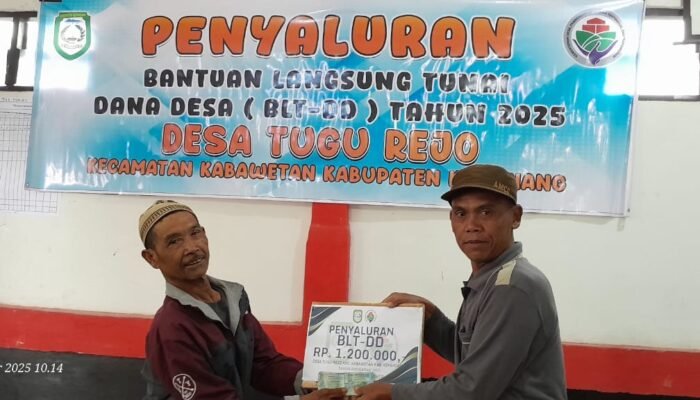 PENYALURAN
BANTUAN LANGSUNG TUNAI
DANA DESA ( BLT-DD ) TAHUN 2025
DESA TUGU REJO
KECAMATAN KABAWETAN KABUPATEN
PENYALURAN
BLT-DD
RP. 1.200.000,-
2025 10.14